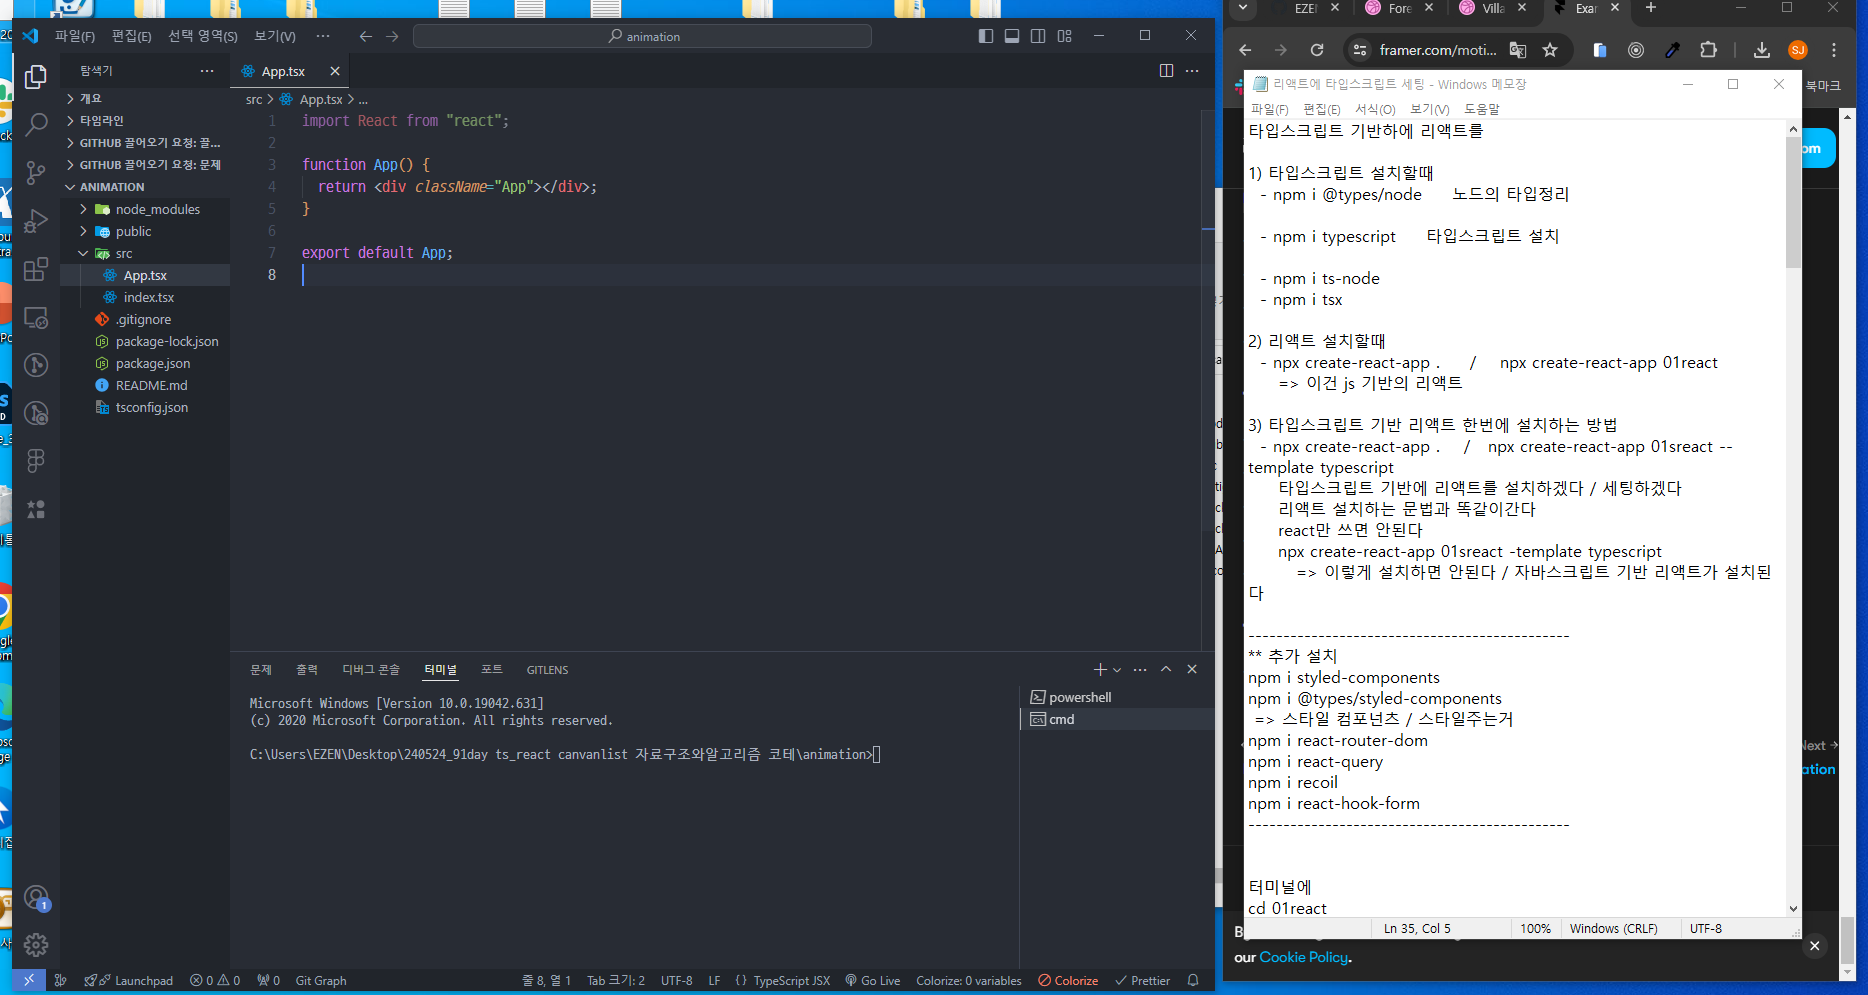 파일(F) 편집(E) 선택 영역(S) 보기(V) ··· animation
탐색기 ···
App.tsx
개요
타임라인
GITHUB 끌어오기 요청: 끌...
GITHUB 끌어오기 요청: 문제
ANIMATION
node_modules
public
src
App.tsx
index.tsx
.gitignore
package-lock.json
package.json
README.md
tsconfig.json
src > App.tsx > ...
1 import React from "react";
2
3 function App() {
4 return <div className="App"></div>;
5 }
6
7 export default App;
8
문제 출력 디버그 콘솔 터미널 포트 GITLENS
Microsoft Windows [Version 10.0.19042.631]
(c) 2020 Microsoft Corporation. All rights reserved.
C:\Users\EZEN\Desktop\240524_91day ts_react canvanlist 자료구조와알고리즘 코테\animation>
powershell
cmd
1
Launchpad 0 0 0 Git Graph 줄 8, 열 1 Tab 크기: 2 UTF-8 LF {} TypeScript JSX Go Live Colorize: 0 variables Colorize Prettier
EZEN Fore Villa Exar
framer.com/moti... SJ
북마크
리액트에 타입스크립트 세팅 - Windows 메모장
파일(F) 편집(E) 서식(O) 보기(V) 도움말
타입스크립트 기반하에 리액트를
1) 타입스크립트 설치할때
- npm i @types/node 노드의 타입정리
- npm i typescript 타입스크립트 설치
- npm i ts-node
- npm i tsx
2) 리액트 설치할때
- npx create-react-app . / npx create-react-app 01react
=> 이건 js 기반의 리액트
3) 타입스크립트 기반 리액트 한번에 설치하는 방법
- npx create-react-app . / npx create-react-app 01sreact --
template typescript
타입스크립트 기반에 리액트를 설치하겠다 / 세팅하겠다
리액트 설치하는 문법과 똑같이간다
react만 쓰면 안된다
npx create-react-app 01sreact -template typescript
=> 이렇게 설치하면 안된다 / 자바스크립트 기반 리액트가 설치된
다
----------------------------------------------
** 추가 설치
npm i styled-components
npm i @types/styled-components
=> 스타일 컴포넌츠 / 스타일주는거
npm i react-router-dom
npm i react-query
npm i recoil
npm i react-hook-form
----------------------------------------------
터미널에
cd 01react
Ln 35, Col 5 100% Windows (CRLF) UTF-8
Next →
ation
our Cookie Policy.